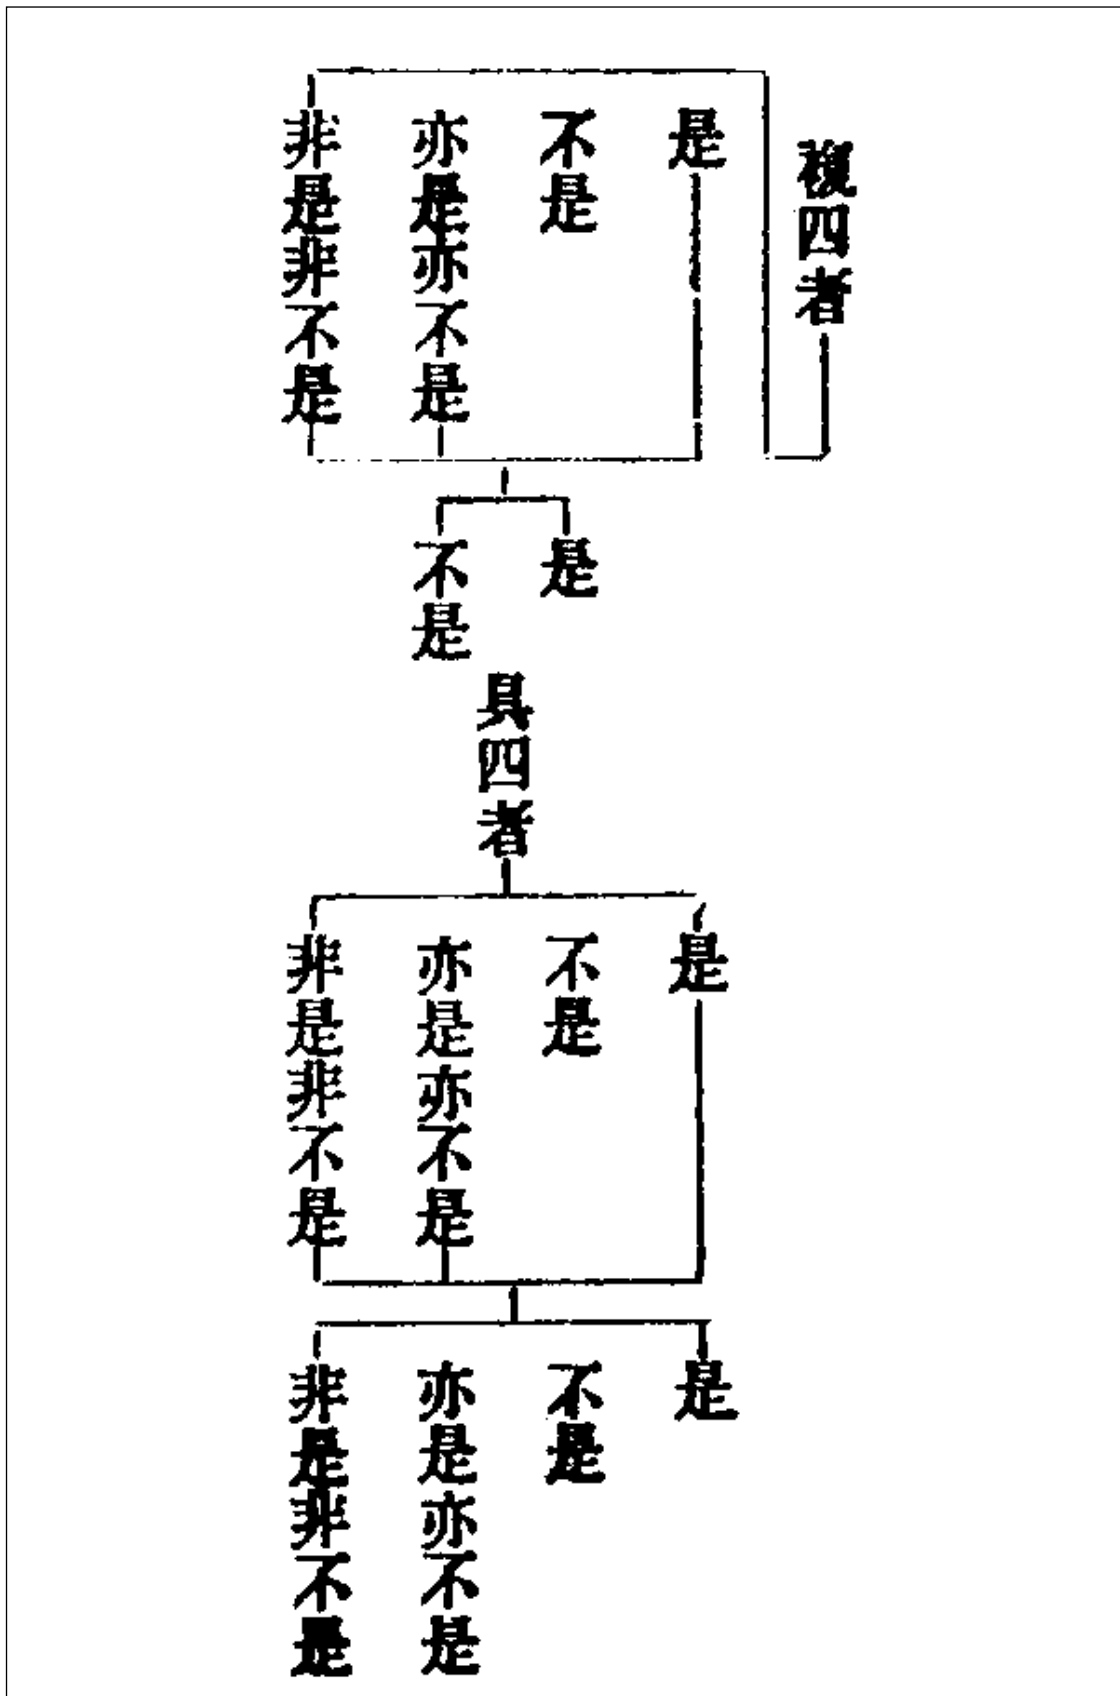 複四者
是
不是
亦是亦不是
非是非不是
是
不是
具四者
是
不是
亦是亦不是
非是非不是
是
不是
亦是亦不是
非是非不是